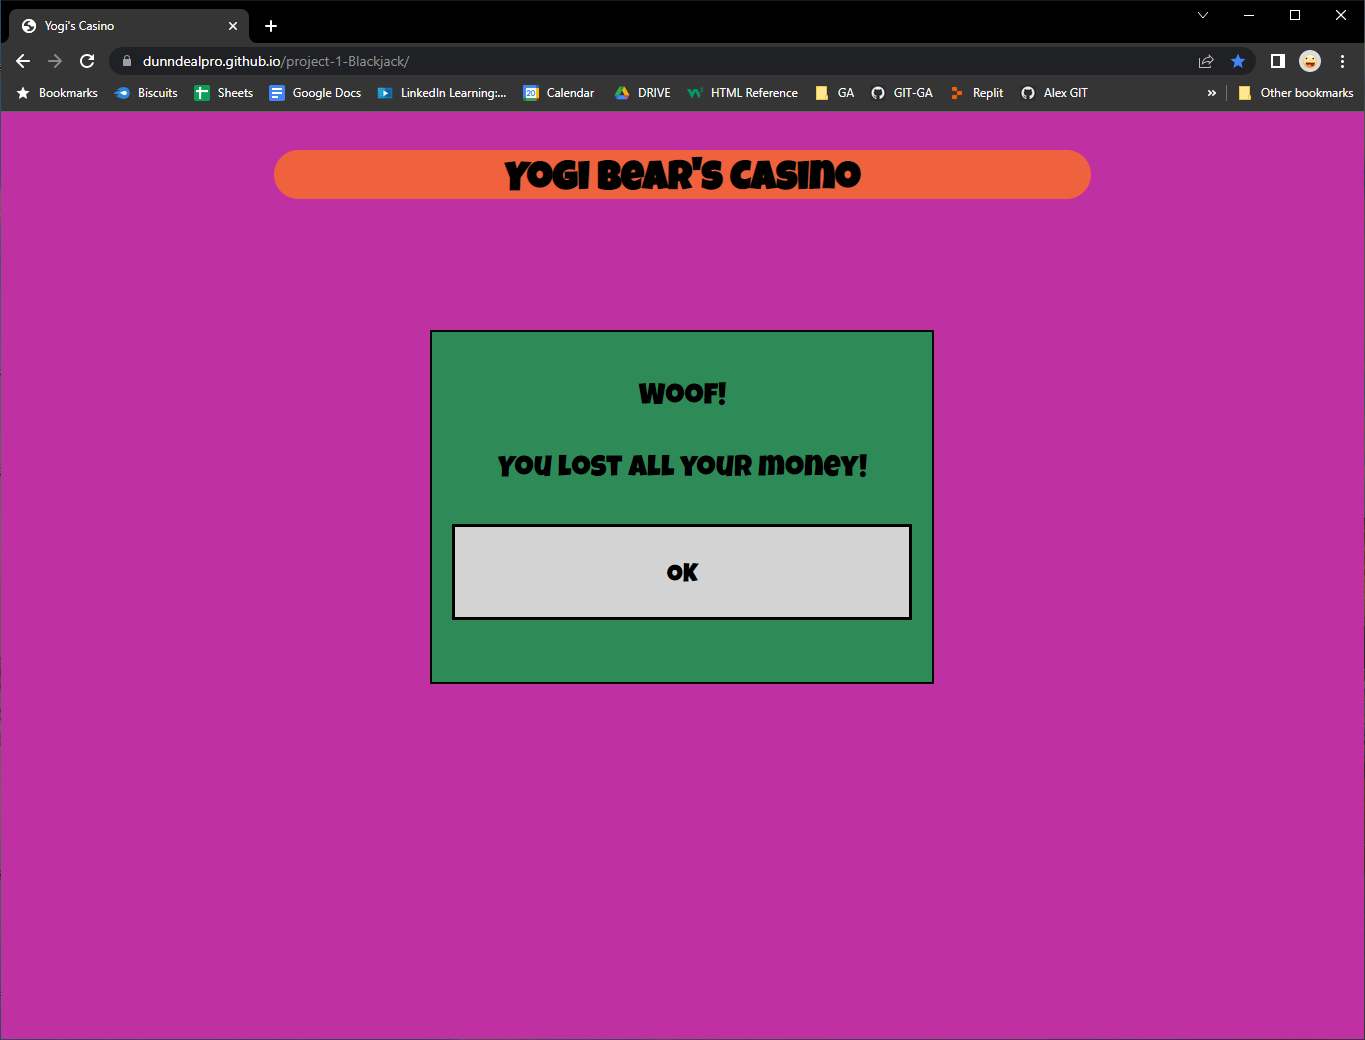 Yogi's Casino
dunndealpro.github.io/project-1-Blackjack/
Bookmarks Biscuits Sheets Google Docs LinkedIn Learning:... 20 Calendar DRIVE HTML Reference GA GIT-GA Replit Alex GIT » Other bookmarks
Yogi Bear's Casino
Woof!
You lost all your money!
OK